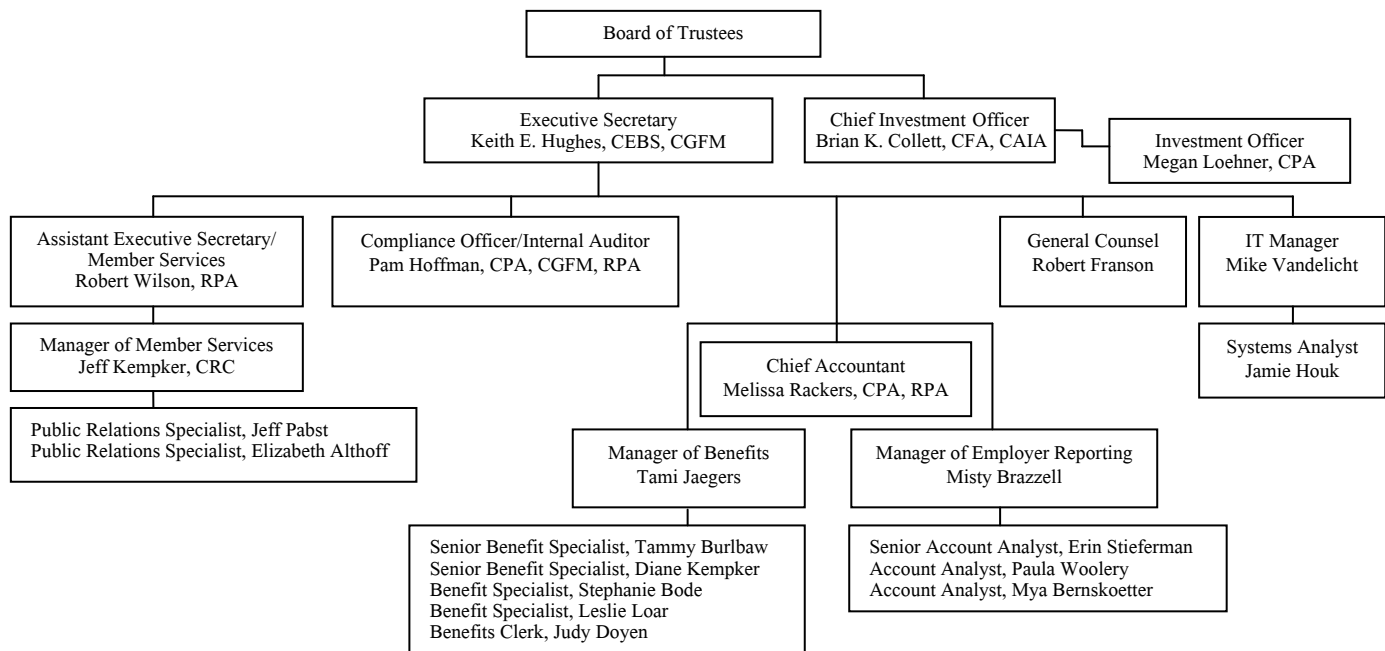 Board of Trustees
Executive Secretary
Keith E. Hughes, CEBS, CGFM
Chief Investment Officer
Brian K. Collett, CFA, CAIA
Investment Officer
Megan Loehner, CPA
Assistant Executive Secretary/
Member Services
Robert Wilson, RPA
Compliance Officer/Internal Auditor
Pam Hoffman, CPA, CGFM, RPA
General Counsel
Robert Franson
IT Manager
Mike Vandelicht
Manager of Member Services
Jeff Kempker, CRC
Chief Accountant
Melissa Rackers, CPA, RPA
Systems Analyst
Jamie Houk
Public Relations Specialist, Jeff Pabst
Public Relations Specialist, Elizabeth Althoff
Manager of Benefits
Tami Jaegers
Manager of Employer Reporting
Misty Brazzell
Senior Benefit Specialist, Tammy Burlbaw
Senior Benefit Specialist, Diane Kempker
Benefit Specialist, Stephanie Bode
Benefit Specialist, Leslie Loar
Benefits Clerk, Judy Doyen
Senior Account Analyst, Erin Stieferman
Account Analyst, Paula Woolery
Account Analyst, Mya Bernskoetter